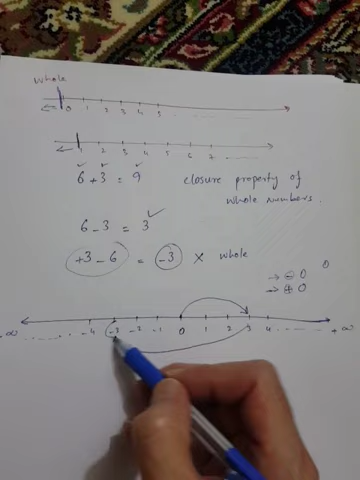 whole
0 1 2 3 4 5 ........
1 2 3 4 5 6 7 ........
6 + 3 = 9 closure property of
whole numbers.
6 - 3 = 3
+3 - 6 = -3 × whole
0
→ ⊖ 0
→ ⊕ 0
-∞ ........ -4 -3 -2 -1 0 1 2 3 4 ........ +∞